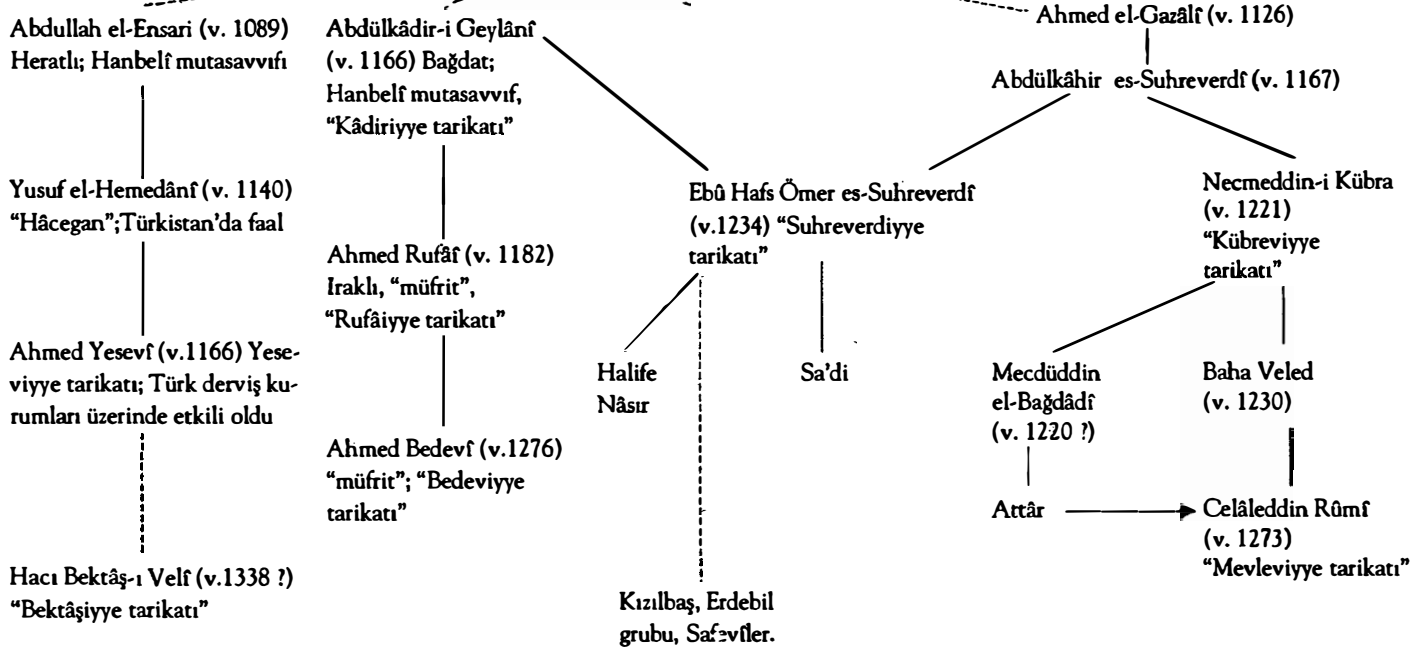 Abdullah el-Ensari (v. 1089)
Heratlı; Hanbelî mutasavvıfı
Yusuf el-Hemedânî (v. 1140)
“Hâcegan”;Türkistan’da faal
Ahmed Yesevî (v.1166) Yese-
viyye tarikatı; Türk derviş ku-
rumları üzerinde etkili oldu
Hacı Bektâş-ı Velî (v.1338 ?)
“Bektâşiyye tarikatı”
Abdülkâdir-i Geylânî
(v. 1166) Bağdat;
Hanbelî mutasavvıf,
“Kâdiriyye tarikatı”
Ahmed Rufâî (v. 1182)
Iraklı, “müfrit”,
“Rufâiyye tarikatı”
Ahmed Bedevî (v.1276)
“müfrit”; “Bedeviyye
tarikatı”
Ahmed el-Gazâlî (v. 1126)
Abdülkâhir es-Suhreverdî (v. 1167)
Ebû Hafs Ömer es-Suhreverdî
(v.1234) “Suhreverdiyye
tarikatı”
Halife
Nâsır
Sa’di
Kızılbaş, Erdebil
grubu, Safevîler.
Necmeddin-i Kübra
(v. 1221)
“Kübreviyye
tarikatı”
Mecdüddin
el-Bağdâdî
(v. 1220 ?)
Attâr
Baha Veled
(v. 1230)
Celâleddin Rûmî
(v. 1273)
“Mevleviyye tarikatı”